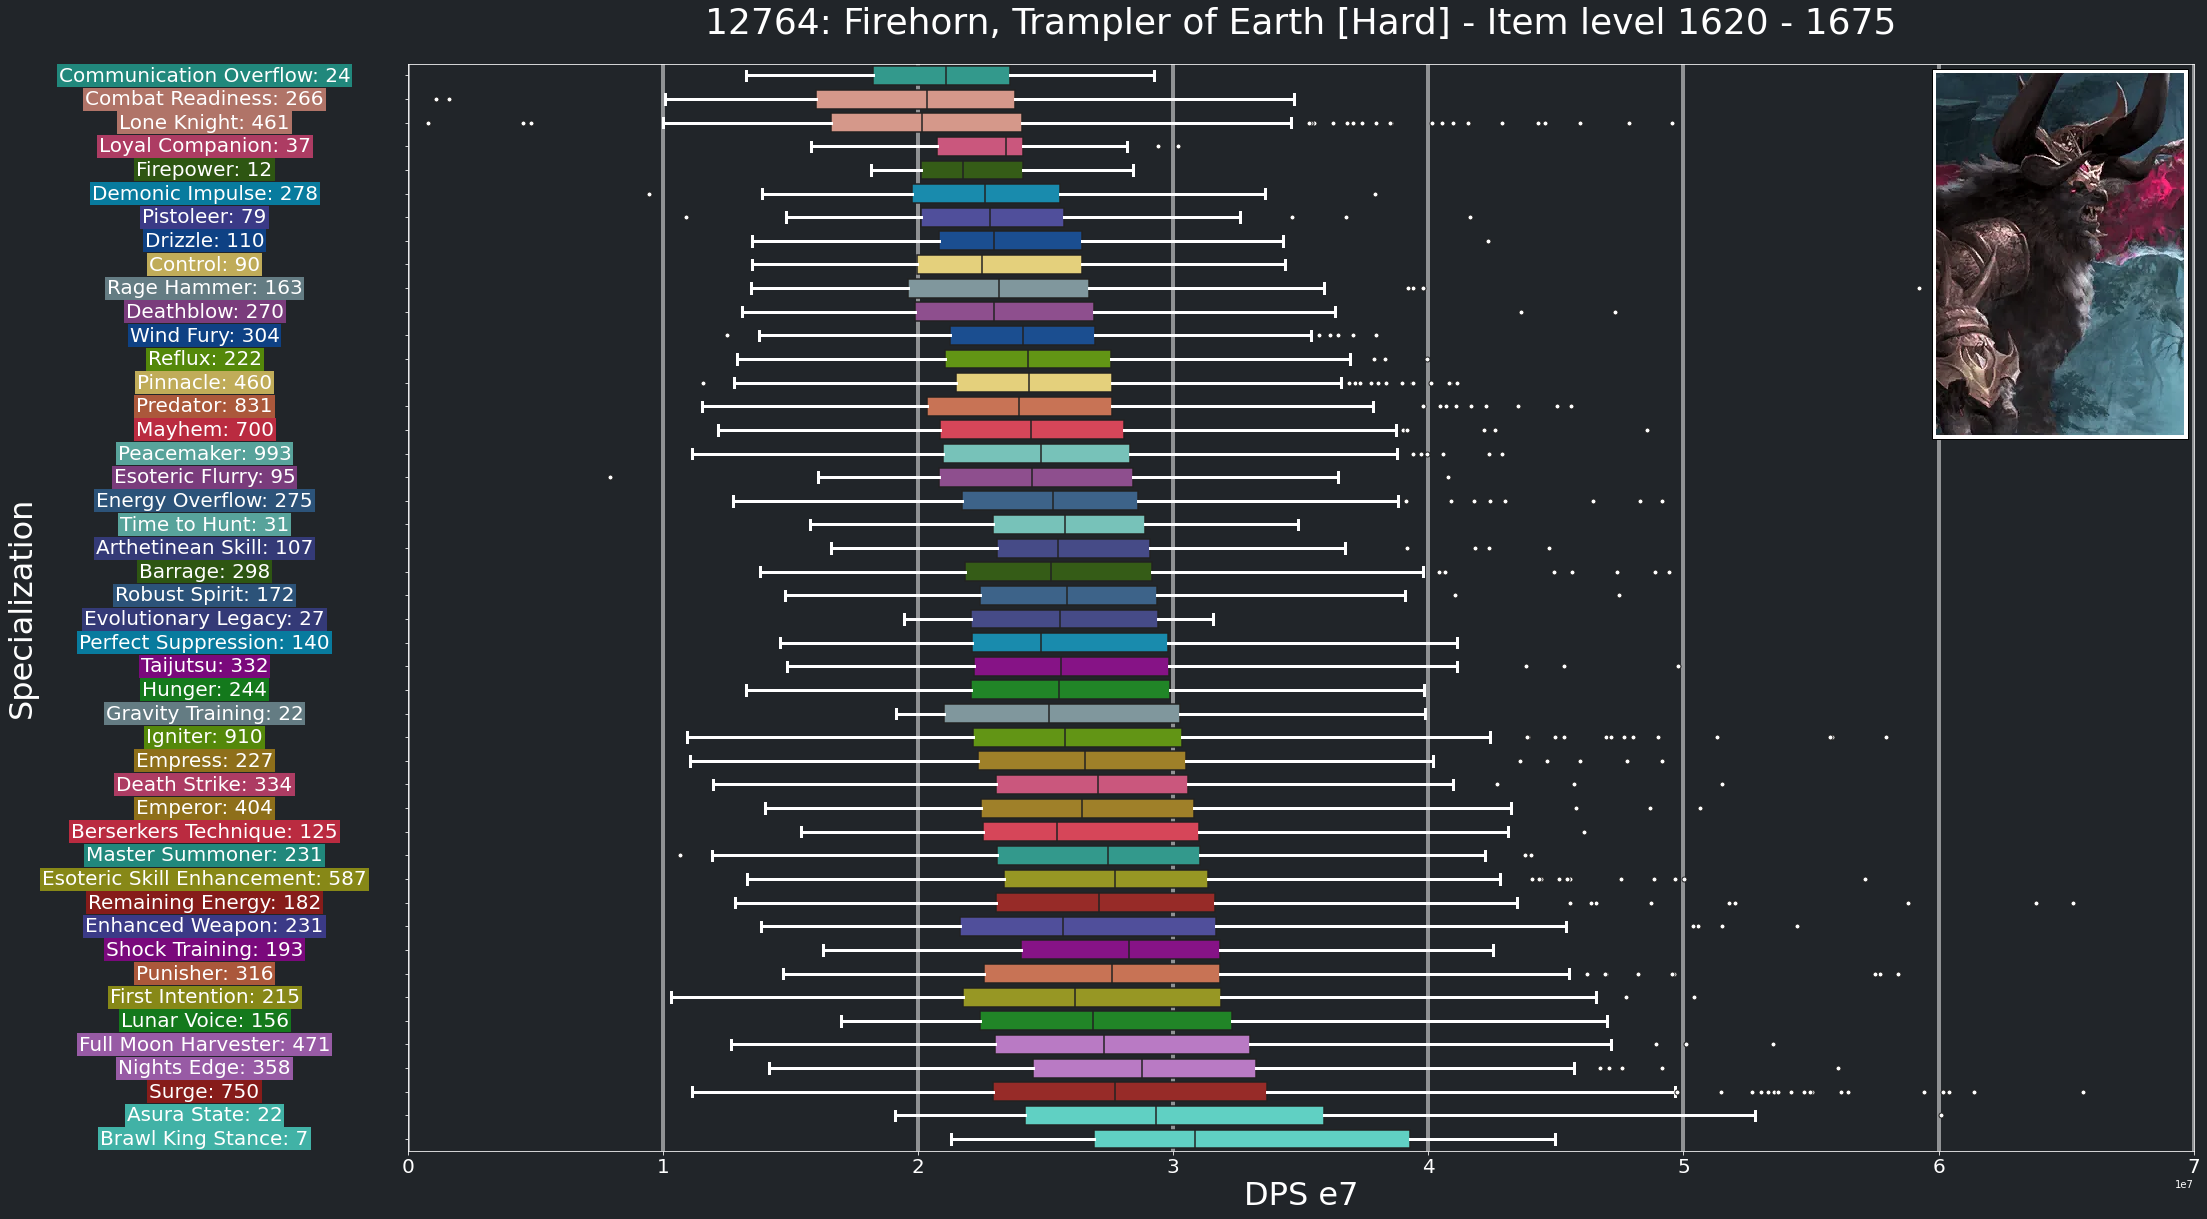 12764: Firehorn, Trampler of Earth [Hard] - Item level 1620 - 1675
Communication Overflow: 24
Combat Readiness: 266
Lone Knight: 461
Loyal Companion: 37
Firepower: 12
Demonic Impulse: 278
Pistoleer: 79
Drizzle: 110
Control: 90
Rage Hammer: 163
Deathblow: 270
Wind Fury: 304
Reflux: 222
Pinnacle: 460
Predator: 831
Mayhem: 700
Peacemaker: 993
Esoteric Flurry: 95
Energy Overflow: 275
Time to Hunt: 31
Arthetinean Skill: 107
Barrage: 298
Robust Spirit: 172
Evolutionary Legacy: 27
Perfect Suppression: 140
Taijutsu: 332
Hunger: 244
Gravity Training: 22
Igniter: 910
Empress: 227
Death Strike: 334
Emperor: 404
Berserkers Technique: 125
Master Summoner: 231
Esoteric Skill Enhancement: 587
Remaining Energy: 182
Enhanced Weapon: 231
Shock Training: 193
Punisher: 316
First Intention: 215
Lunar Voice: 156
Full Moon Harvester: 471
Nights Edge: 358
Surge: 750
Asura State: 22
Brawl King Stance: 7
Specialization
0 1 2 3 4 5 6 7
1e7
DPS e7